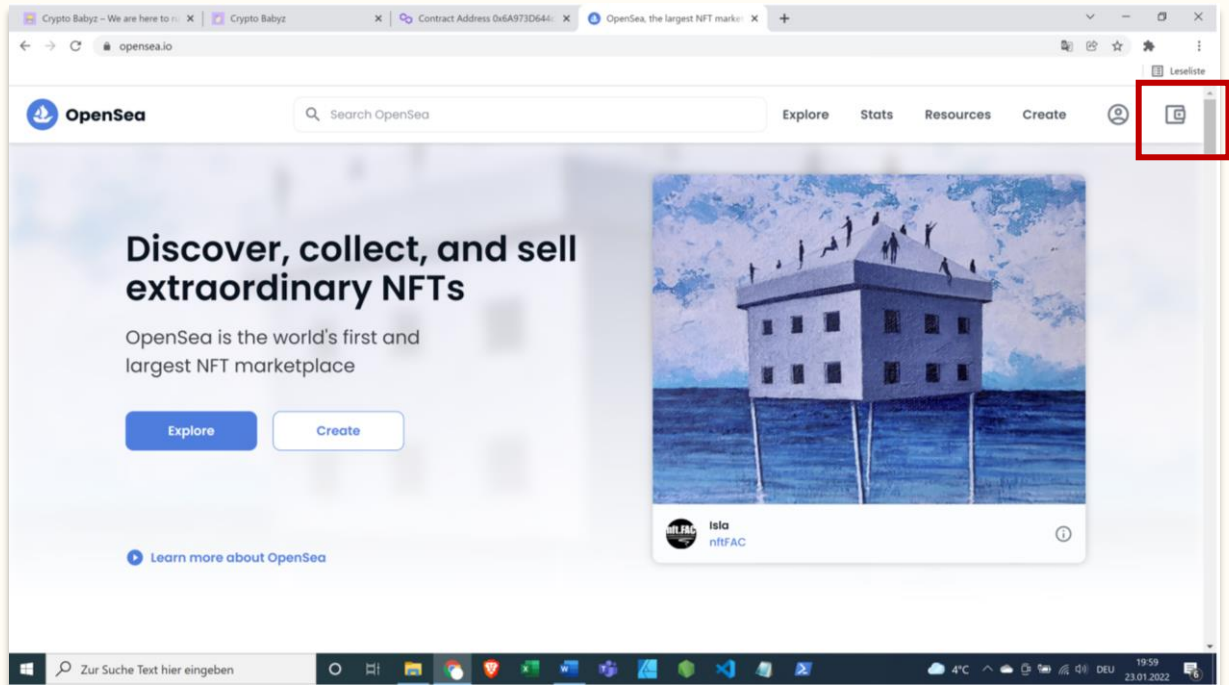 Crypto Babyz – We are here to
Crypto Babyz
Contract Address 0x6A973D644
OpenSea, the largest NFT market
opensea.io
Leseliste
OpenSea
Search OpenSea
Explore
Stats
Resources
Create
Discover, collect, and sell
extraordinary NFTs
OpenSea is the world's first and
largest NFT marketplace
Explore
Create
Learn more about OpenSea
nft.FAC
Isla
nftFAC
Zur Suche Text hier eingeben
4°C
DEU
19:59
23.01.2022
6